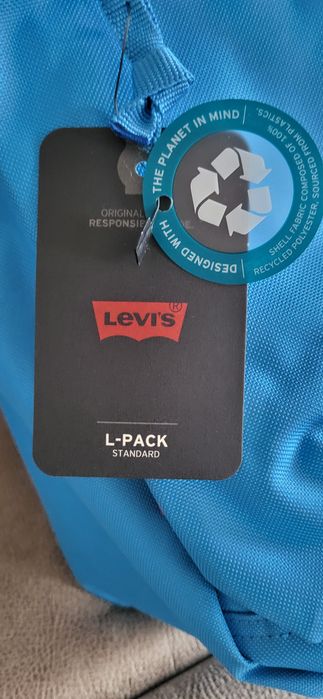 DESIGNED WITH THE PLANET IN MIND
SHELL FABRIC COMPOSED OF 100%
RECYCLED POLYESTER, SOURCED FROM PLASTICS.
ORIGINAL
RESPONSIB
Levi's®
L-PACK
STANDARD